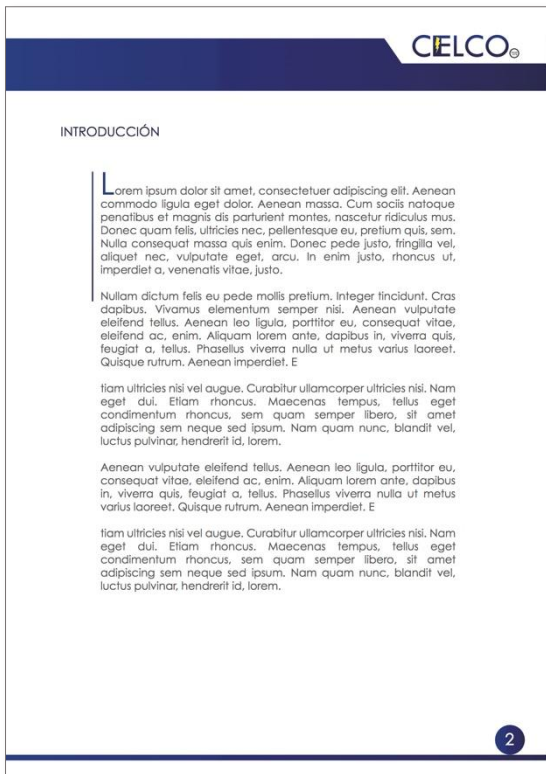 CIELCO
INTRODUCCIÓN
Lorem ipsum dolor sit amet, consectetuer adipiscing elit. Aenean
commodo ligula eget dolor. Aenean massa. Cum sociis natoque
penatibus et magnis dis parturient montes, nascetur ridiculus mus.
Donec quam felis, ultricies nec, pellentesque eu, pretium quis, sem.
Nulla consequat massa quis enim. Donec pede justo, fringilla vel,
aliquet nec, vulputate eget, arcu. In enim justo, rhoncus ut,
imperdiet a, venenatis vitae, justo.
Nullam dictum felis eu pede mollis pretium. Integer tincidunt. Cras
dapibus. Vivamus elementum semper nisi. Aenean vulputate
eleifend tellus. Aenean leo ligula, porttitor eu, consequat vitae,
eleifend ac, enim. Aliquam lorem ante, dapibus in, viverra quis,
feugiat a, tellus. Phasellus viverra nulla ut metus varius laoreet.
Quisque rutrum. Aenean imperdiet. E
tiam ultricies nisi vel augue. Curabitur ullamcorper ultricies nisi. Nam
eget dui. Etiam rhoncus. Maecenas tempus, tellus eget
condimentum rhoncus, sem quam semper libero, sit amet
adipiscing sem neque sed ipsum. Nam quam nunc, blandit vel,
luctus pulvinar, hendrerit id, lorem.
Aenean vulputate eleifend tellus. Aenean leo ligula, porttitor eu,
consequat vitae, eleifend ac, enim. Aliquam lorem ante, dapibus
in, viverra quis, feugiat a, tellus. Phasellus viverra nulla ut metus
varius laoreet. Quisque rutrum. Aenean imperdiet. E
tiam ultricies nisi vel augue. Curabitur ullamcorper ultricies nisi. Nam
eget dui. Etiam rhoncus. Maecenas tempus, tellus eget
condimentum rhoncus, sem quam semper libero, sit amet
adipiscing sem neque sed ipsum. Nam quam nunc, blandit vel,
luctus pulvinar, hendrerit id, lorem.
2